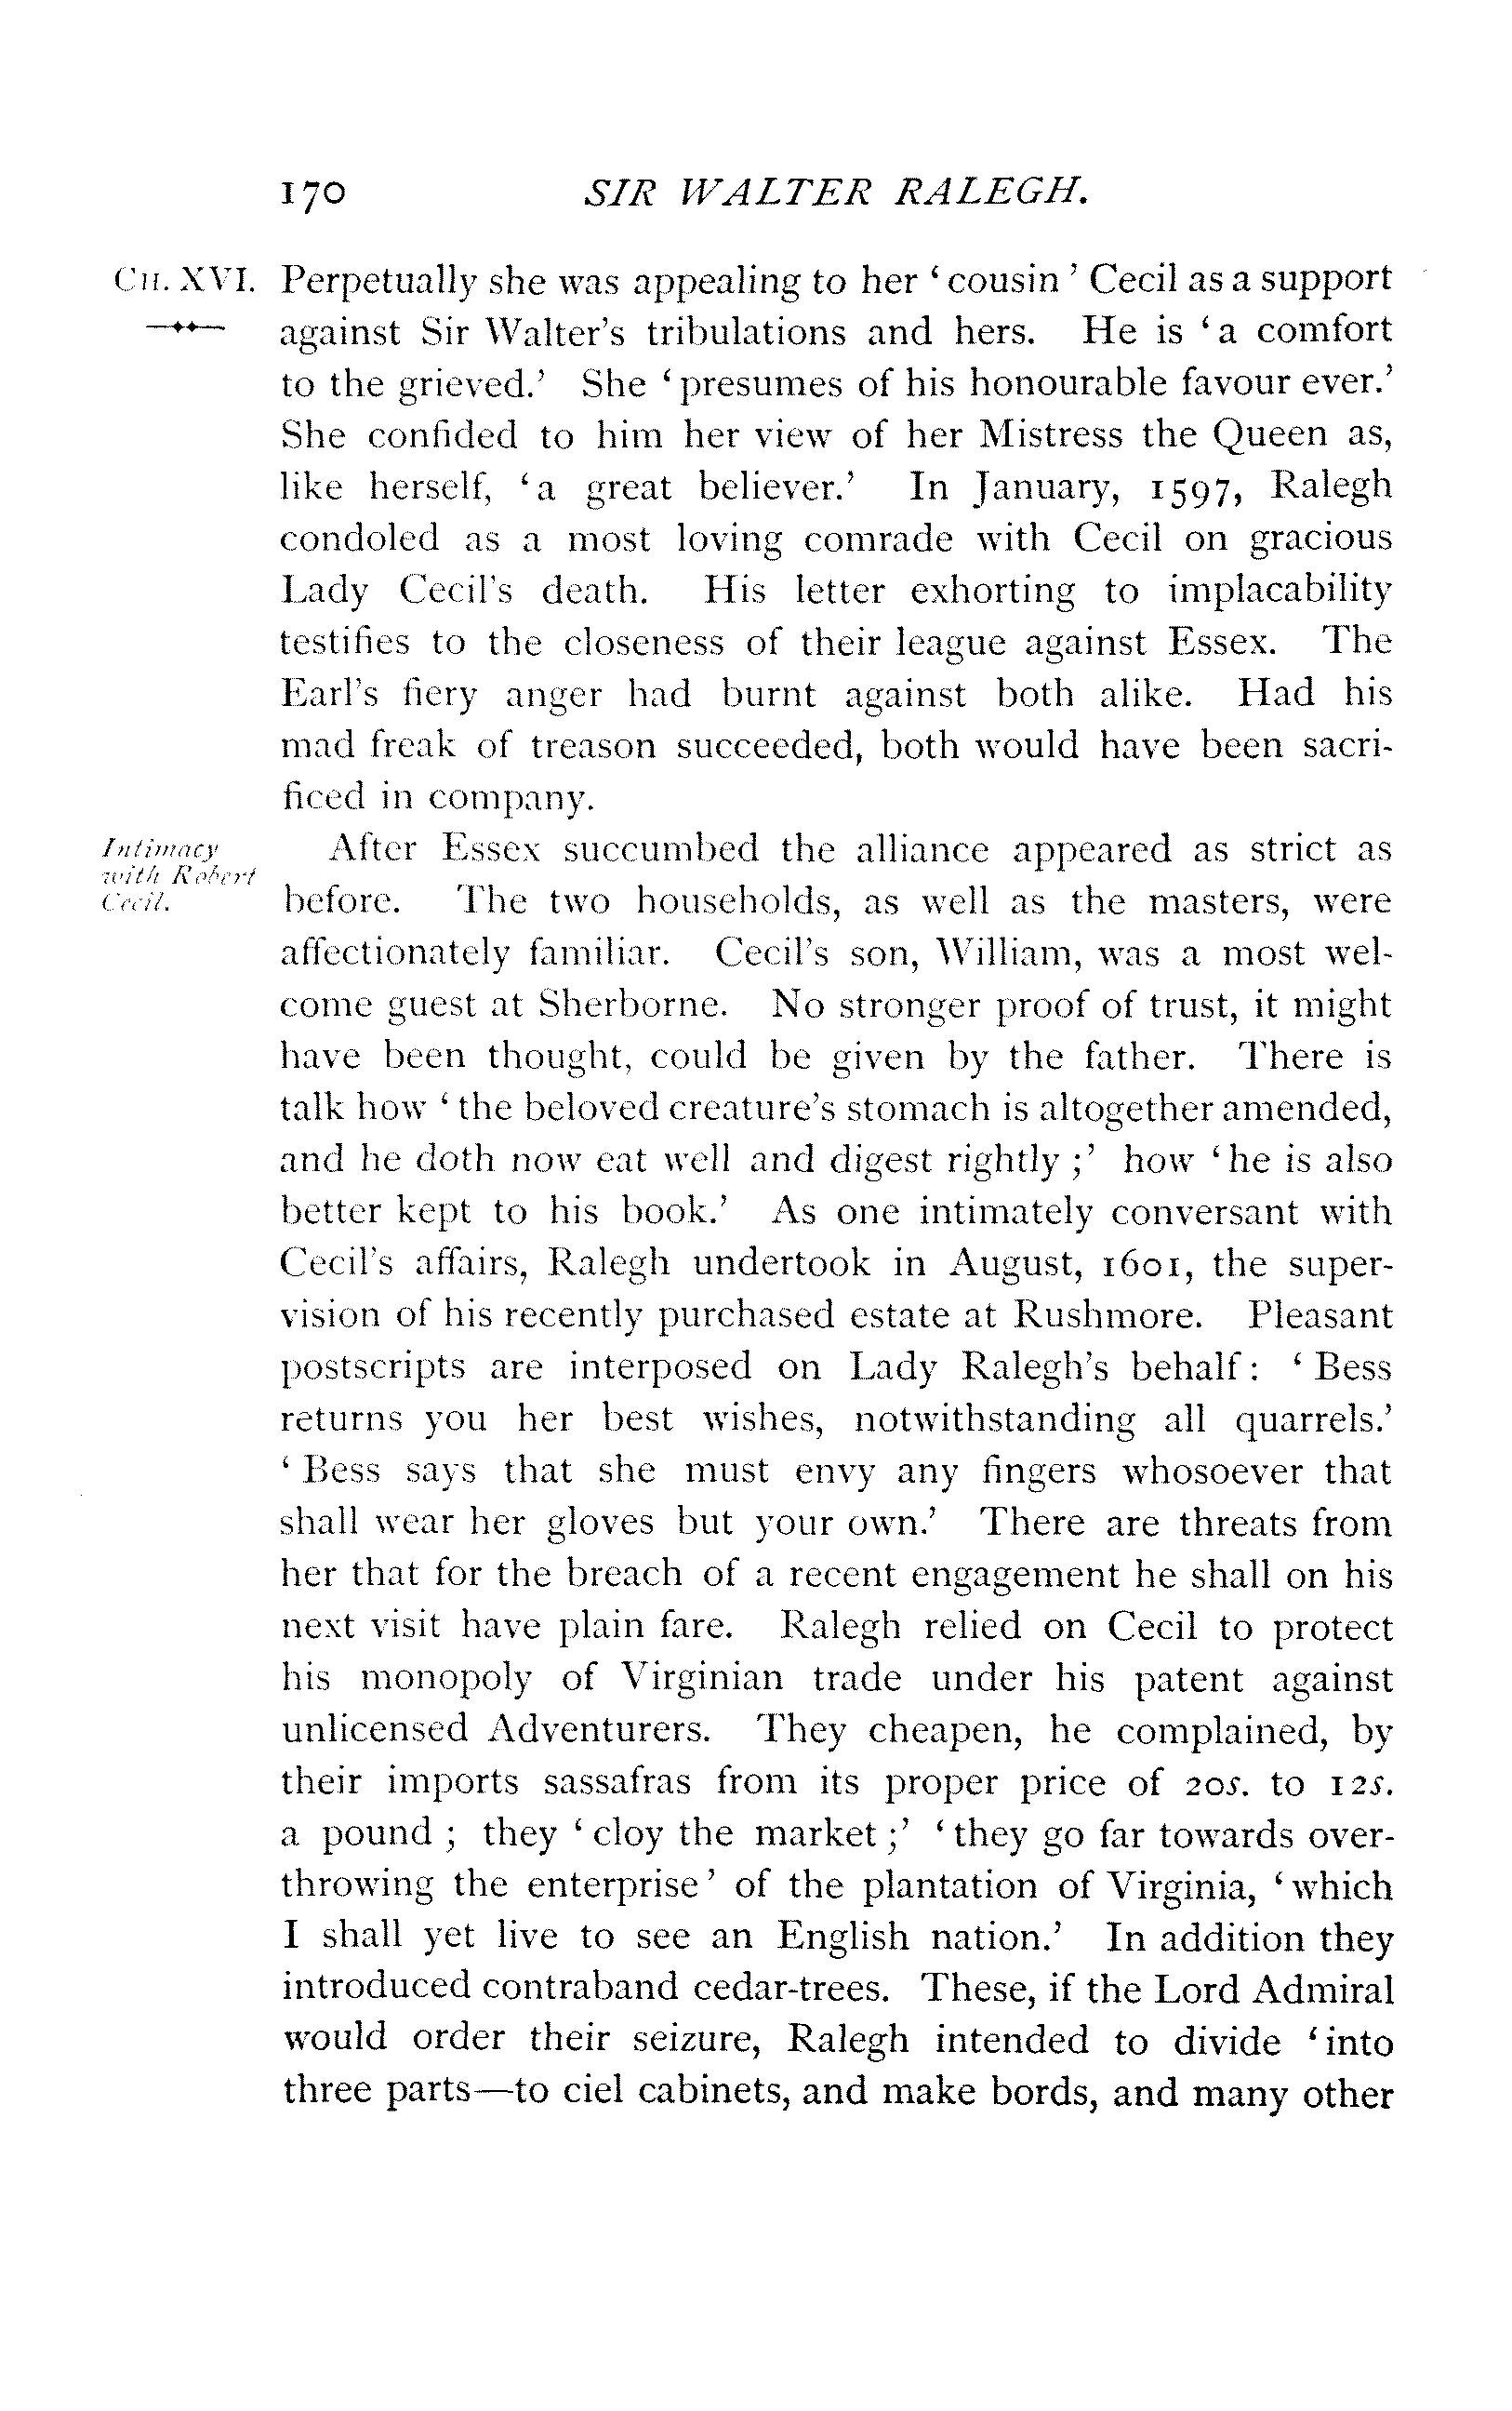 170 SIR WALTER RALEGH.
CH. XVI. Perpetually she was appealing to her ‘cousin’ Cecil as a support
against Sir Walter's tribulations and hers. He is ‘a comfort
to the grieved.’ She ‘presumes of his honourable favour ever.’
She confided to him her view of her Mistress the Queen as,
like herself, ‘a great believer.’ In January, 1597, Ralegh
condoled as a most loving comrade with Cecil on gracious
Lady Cecil's death. His letter exhorting to implacability
testifies to the closeness of their league against Essex. The
Earl's fiery anger had burnt against both alike. Had his
mad freak of treason succeeded, both would have been sacri-
ficed in company.
Intimacy
with Robert
Cecil.
After Essex succumbed the alliance appeared as strict as
before. The two households, as well as the masters, were
affectionately familiar. Cecil's son, William, was a most wel-
come guest at Sherborne. No stronger proof of trust, it might
have been thought, could be given by the father. There is
talk how ‘the beloved creature's stomach is altogether amended,
and he doth now eat well and digest rightly ;’ how ‘he is also
better kept to his book.’ As one intimately conversant with
Cecil's affairs, Ralegh undertook in August, 1601, the super-
vision of his recently purchased estate at Rushmore. Pleasant
postscripts are interposed on Lady Ralegh's behalf: ‘Bess
returns you her best wishes, notwithstanding all quarrels.’
‘Bess says that she must envy any fingers whosoever that
shall wear her gloves but your own.’ There are threats from
her that for the breach of a recent engagement he shall on his
next visit have plain fare. Ralegh relied on Cecil to protect
his monopoly of Virginian trade under his patent against
unlicensed Adventurers. They cheapen, he complained, by
their imports sassafras from its proper price of 20s. to 12s.
a pound ; they ‘cloy the market ;’ ‘they go far towards over-
throwing the enterprise’ of the plantation of Virginia, ‘which
I shall yet live to see an English nation.’ In addition they
introduced contraband cedar-trees. These, if the Lord Admiral
would order their seizure, Ralegh intended to divide ‘into
three parts—to ciel cabinets, and make bords, and many other